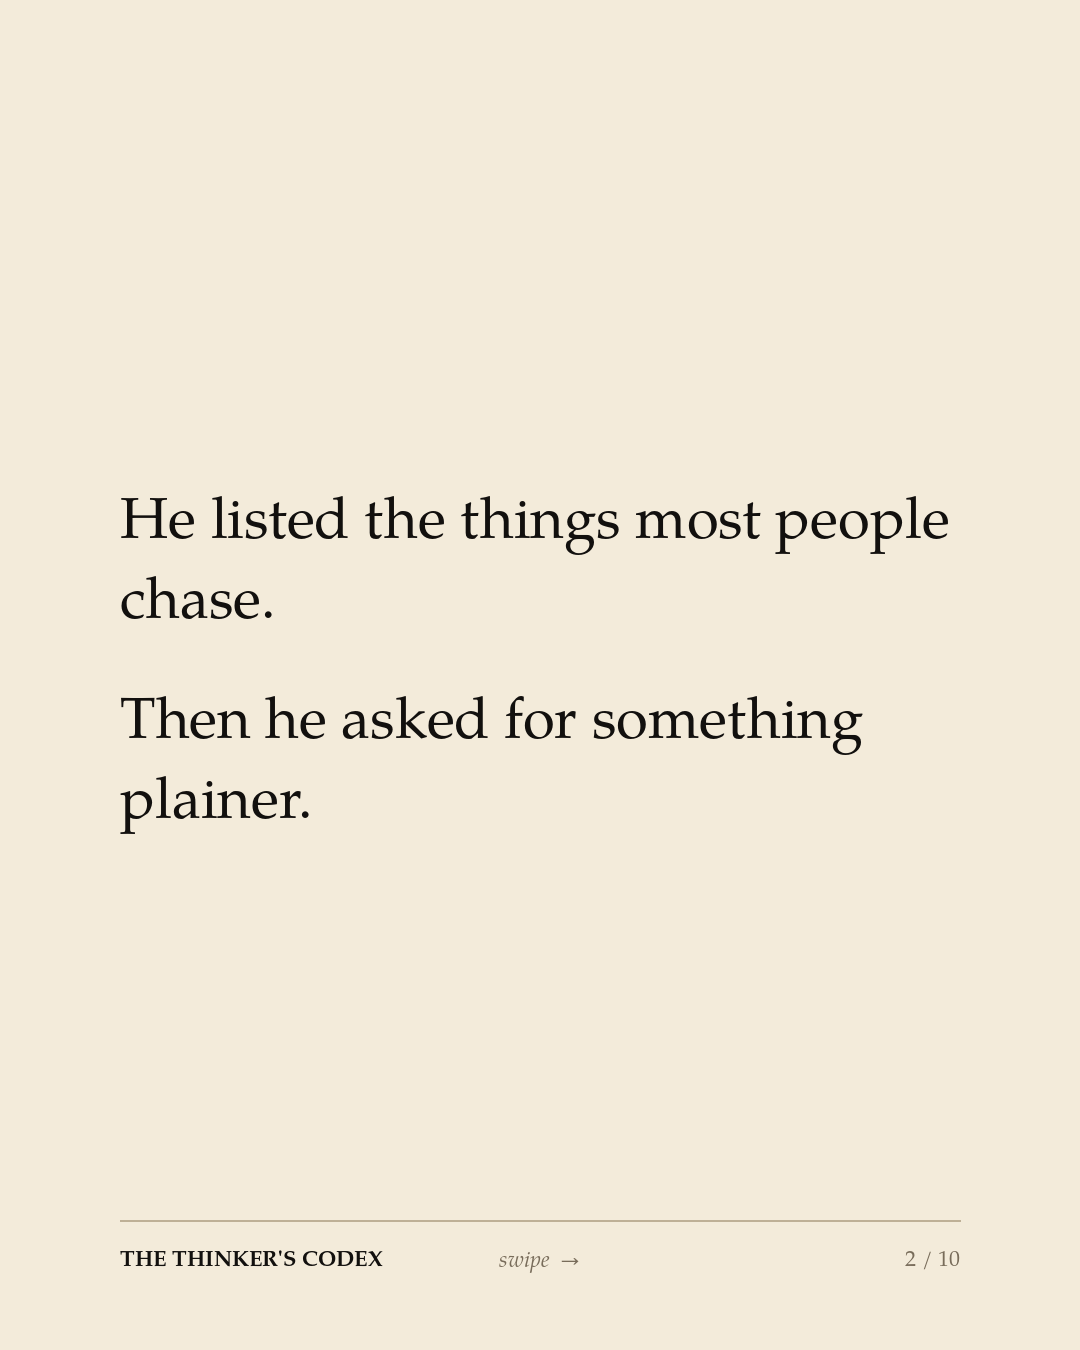 He listed the things most people
chase.
Then he asked for something
plainer.
THE THINKER'S CODEX swipe → 2 / 10